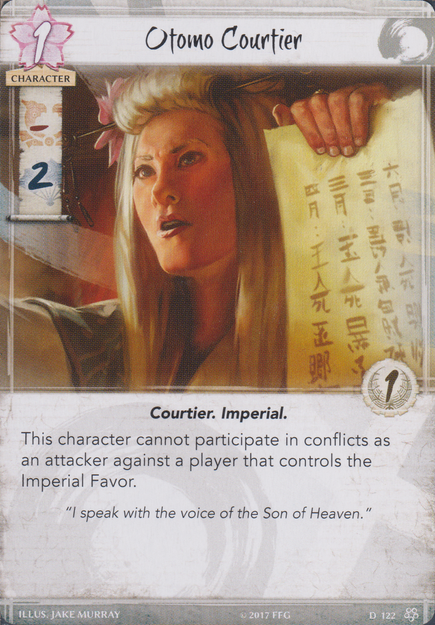 1
Otomo Courtier
CHARACTER
2
1
Courtier. Imperial.
This character cannot participate in conflicts as
an attacker against a player that controls the
Imperial Favor.
"I speak with the voice of the Son of Heaven."
ILLUS. JAKE MURRAY
© 2017 FFG
D 122